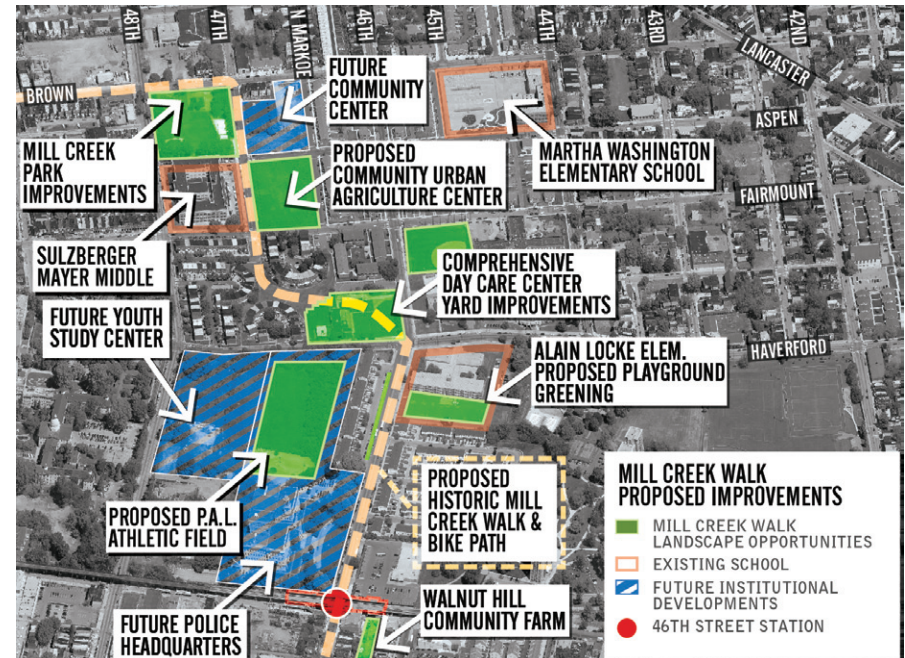 48TH
47TH
N MARKOE
46TH
45TH
44TH
43RD
42ND
LANCASTER
BROWN
ASPEN
FAIRMOUNT
HAVERFORD
FUTURE
COMMUNITY
CENTER
MILL CREEK
PARK
IMPROVEMENTS
PROPOSED
COMMUNITY URBAN
AGRICULTURE CENTER
MARTHA WASHINGTON
ELEMENTARY SCHOOL
SULZBERGER
MAYER MIDDLE
COMPREHENSIVE
DAY CARE CENTER
YARD IMPROVEMENTS
FUTURE YOUTH
STUDY CENTER
ALAIN LOCKE ELEM.
PROPOSED PLAYGROUND
GREENING
PROPOSED
HISTORIC MILL
CREEK WALK &
BIKE PATH
PROPOSED P.A.L.
ATHLETIC FIELD
FUTURE POLICE
HEADQUARTERS
WALNUT HILL
COMMUNITY FARM
MILL CREEK WALK
PROPOSED IMPROVEMENTS
MILL CREEK WALK
LANDSCAPE OPPORTUNITIES
EXISTING SCHOOL
FUTURE INSTITUTIONAL
DEVELOPMENTS
46TH STREET STATION